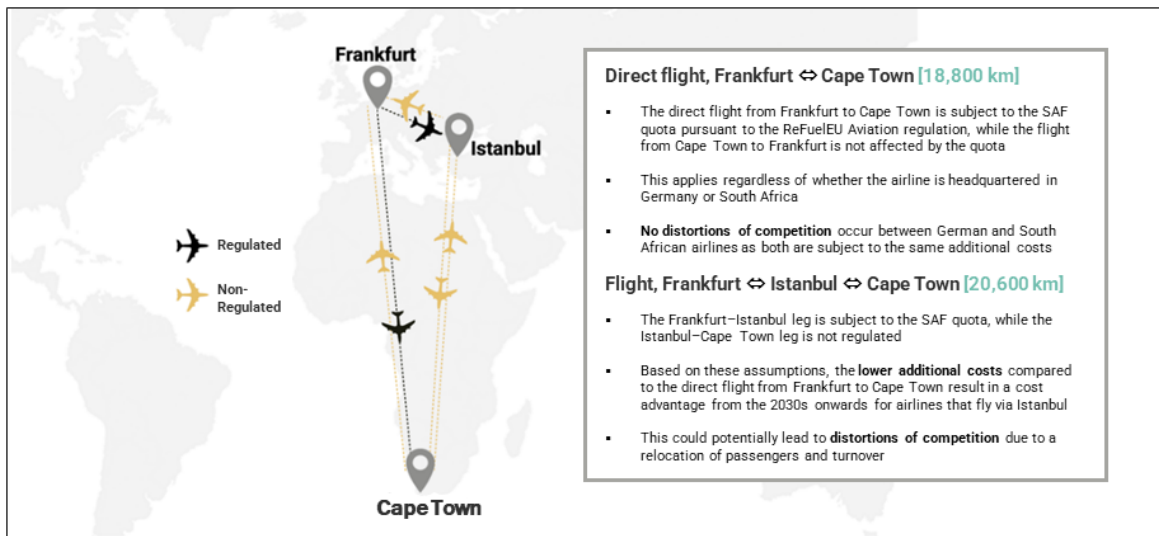 Frankfurt
Istanbul
Regulated
Non-
Regulated
Cape Town
Direct flight, Frankfurt ⇔ Cape Town [18,800 km]
▪ The direct flight from Frankfurt to Cape Town is subject to the SAF
quota pursuant to the ReFuelEU Aviation regulation, while the flight
from Cape Town to Frankfurt is not affected by the quota
▪ This applies regardless of whether the airline is headquartered in
Germany or South Africa
▪ No distortions of competition occur between German and South
African airlines as both are subject to the same additional costs
Flight, Frankfurt ⇔ Istanbul ⇔ Cape Town [20,600 km]
▪ The Frankfurt–Istanbul leg is subject to the SAF quota, while the
Istanbul–Cape Town leg is not regulated
▪ Based on these assumptions, the lower additional costs compared
to the direct flight from Frankfurt to Cape Town result in a cost
advantage from the 2030s onwards for airlines that fly via Istanbul
▪ This could potentially lead to distortions of competition due to a
relocation of passengers and turnover